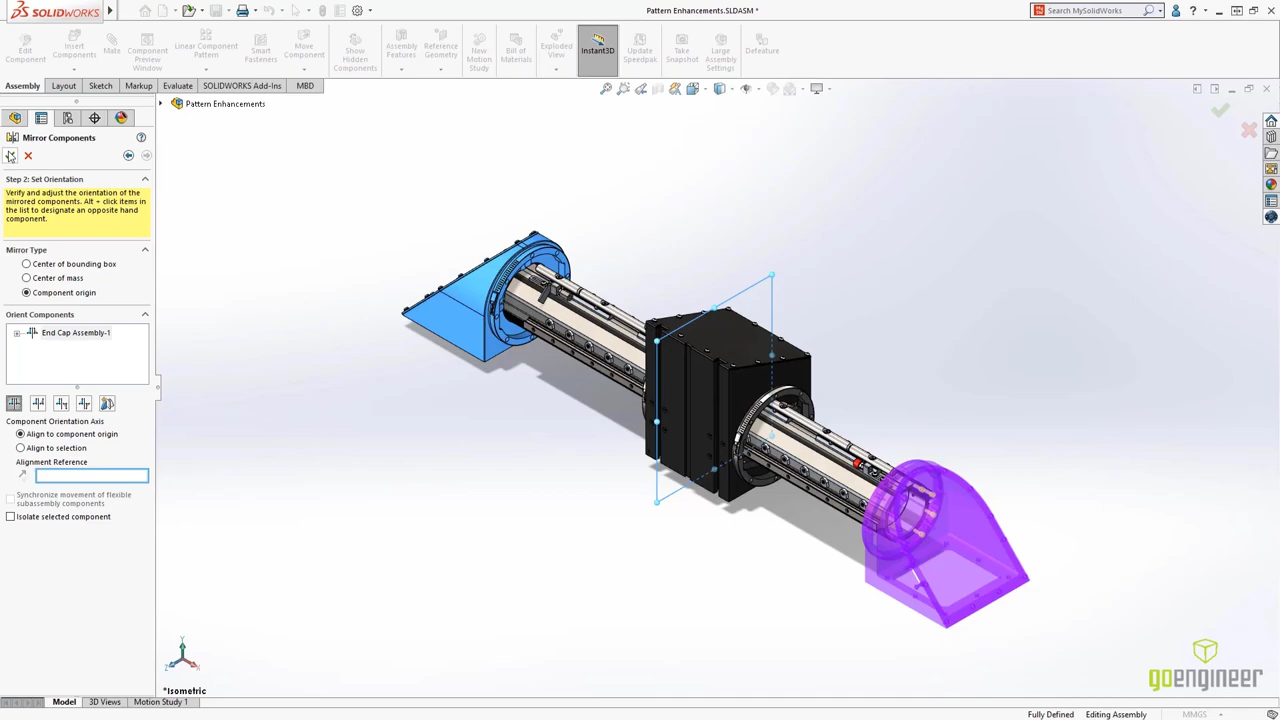 SOLIDWORKS
Pattern Enhancements.SLDASM *
Search MySolidWorks
Edit Component
Insert Components
Mate
Component Preview Window
Linear Component Pattern
Smart Fasteners
Move Component
Show Hidden Components
Assembly Features
Reference Geometry
New Motion Study
Bill of Materials
Exploded View
Instant3D
Update Speedpak
Take Snapshot
Large Assembly Settings
Defeature
Assembly
Layout
Sketch
Markup
Evaluate
SOLIDWORKS Add-Ins
MBD
Pattern Enhancements
Mirror Components
Step 2: Set Orientation
Verify and adjust the orientation of the
mirrored components. Alt + click items in
the list to designate an opposite hand
component.
Mirror Type
Center of bounding box
Center of mass
Component origin
Orient Components
End Cap Assembly-1
Component Orientation Axis
Align to component origin
Align to selection
Alignment Reference
Synchronize movement of flexible
subassembly components
Isolate selected component
Y
Z
X
*Isometric
goengineer
Model
3D Views
Motion Study 1
Fully Defined
Editing Assembly
MMGS